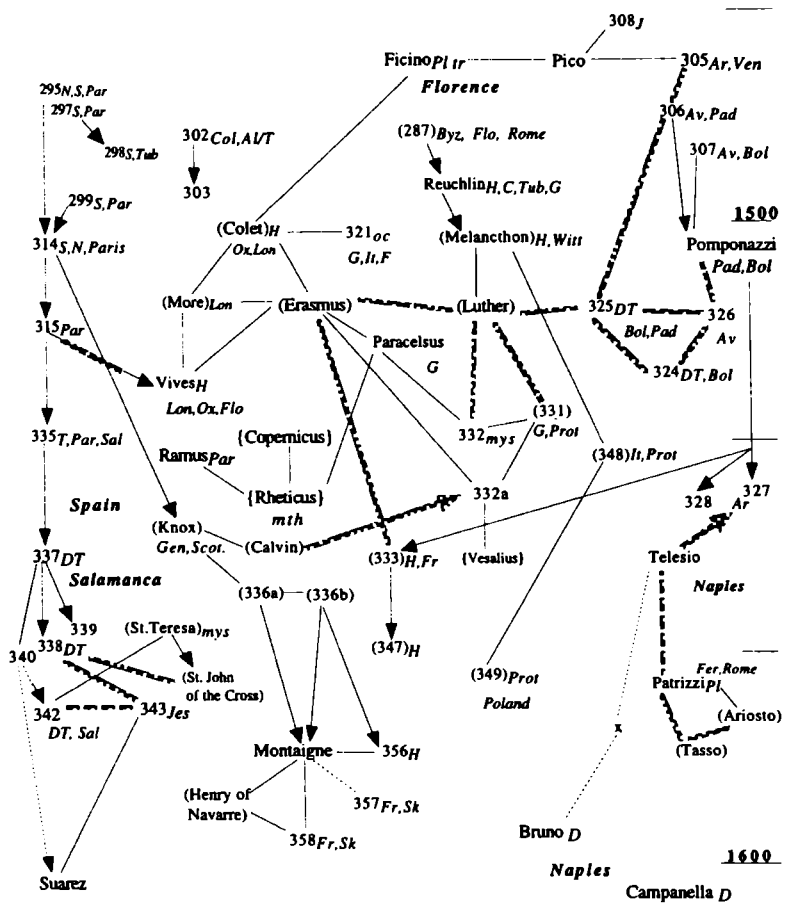 308J
Ficino Pl tr
Pico
305Ar,Ven
Florence
295N,S,Par
297S,Par
298S,Tub
302Col,Al/T
303
(287)Byz, Flo, Rome
306Av,Pad
307Av,Bol
299S,Par
Reuchlin H,C,Tub,G
1500
314S,N,Paris
(Colet)H
Ox,Lon
321oc
G,It,F
(Melancthon)H,Witt
Pomponazzi
Pad,Bol
315Par
(More)Lon
(Erasmus)
(Luther)
325DT
Bol,Pad
326
Av
Paracelsus
G
324DT,Bol
Vives H
Lon,Ox,Flo
335T,Par,Sal
Ramus Par
{Copernicus}
332mys
(331)
G,Prot
(348)It,Prot
{Rheticus}
mth
332a
328
327
Ar
Spain
(Knox)
Gen,Scot.
(Calvin)
(333)H,Fr
{Vesalius}
Telesio
337DT
Salamanca
(336a)
(336b)
Naples
339
338DT
340
(St.Teresa)mys
(347)H
(St. John
of the Cross)
(349)Prot
Poland
Fer,Rome
Patrizzi Pl
(Ariosto)
342
DT, Sal
343Jes
x
(Tasso)
Montaigne
356H
(Henry of
Navarre)
357Fr,Sk
358Fr,Sk
Bruno D
Suarez
Naples
1600
Campanella D